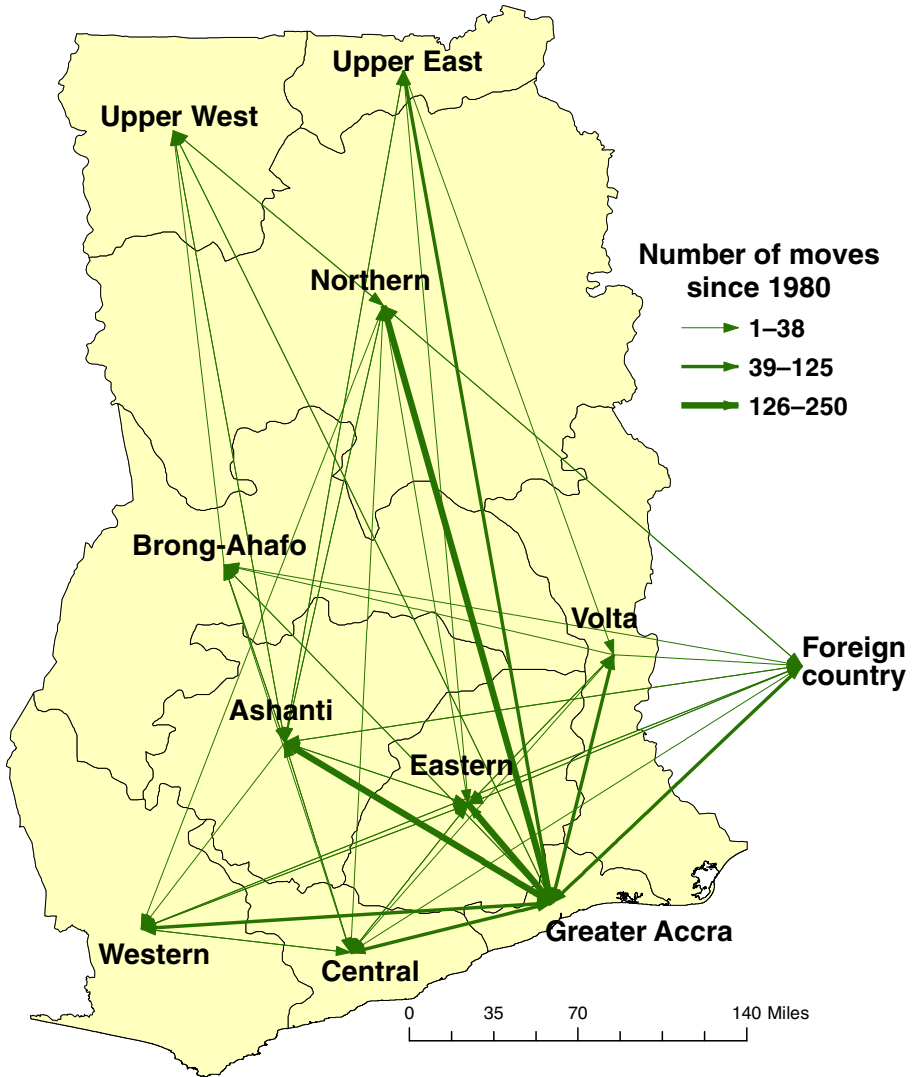 Upper East
Upper West
Number of moves
since 1980
Northern
1–38
39–125
126–250
Brong-Ahafo
Volta
Foreign
country
Ashanti
Eastern
Greater Accra
Western
Central
0 35 70 140 Miles